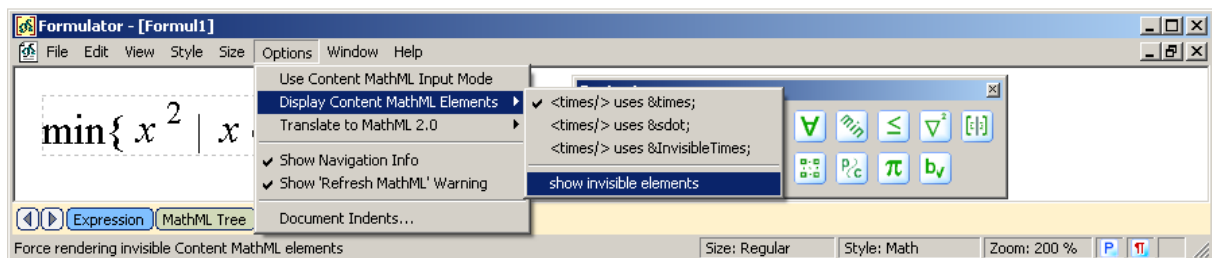 Formulator - [Formul1]
File Edit View Style Size Options Window Help
Use Content MathML Input Mode
Display Content MathML Elements
Translate to MathML 2.0
Show Navigation Info
Show 'Refresh MathML' Warning
Document Indents...
<times/> uses &times;
<times/> uses &sdot;
<times/> uses &InvisibleTimes;
show invisible elements
min{ x 2 | x
Expression MathML Tree
Force rendering invisible Content MathML elements
Size: Regular Style: Math Zoom: 200 %